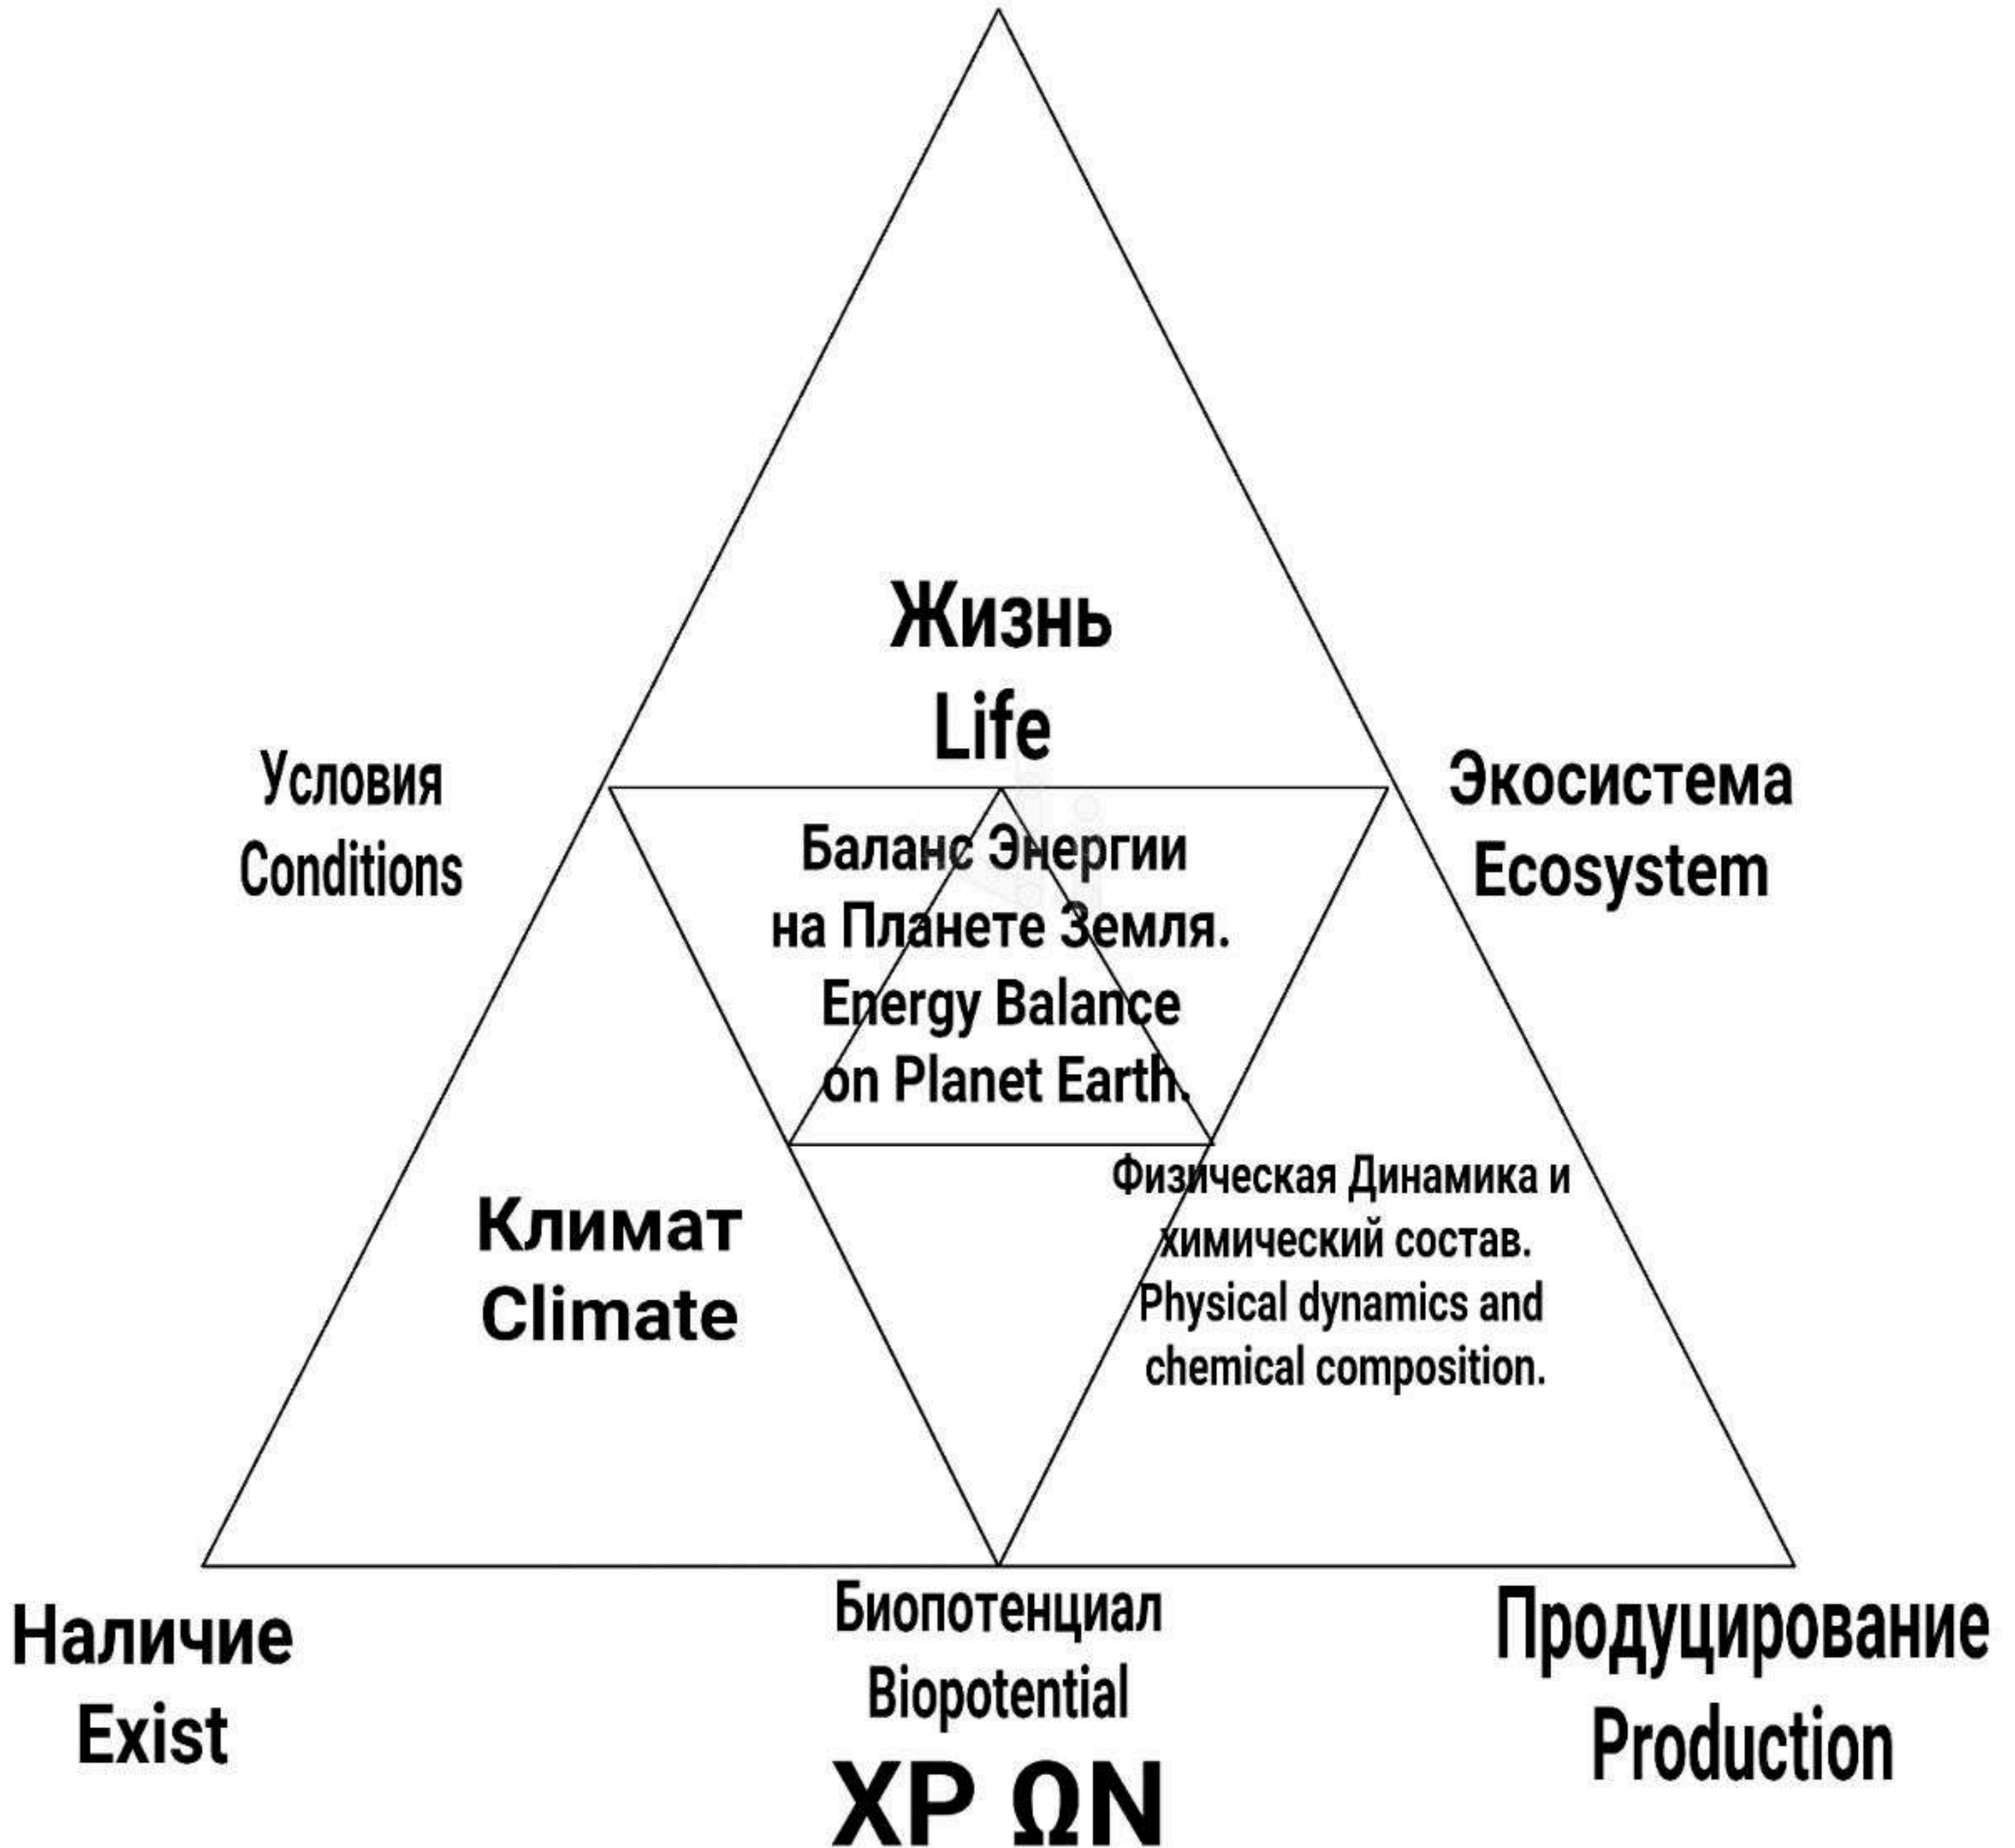 Жизнь
Life
Условия
Conditions
Экосистема
Ecosystem
Баланс Энергии
на Планете Земля.
Energy Balance
on Planet Earth.
Климат
Climate
Физическая Динамика и
химический состав.
Physical dynamics and
chemical composition.
Наличие
Exist
Биопотенциал
Biopotential
ХР ΩN
Продуцирование
Production